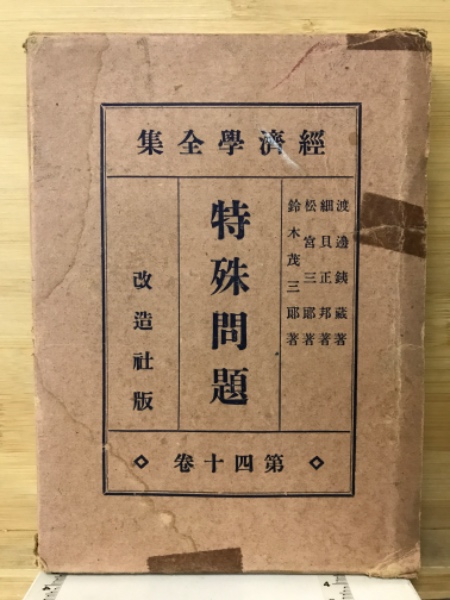 經濟學全集
渡邊銕藏著
細貝正邦著
松宮三郎著
鈴木茂三郎著
特殊問題
改造社版
第四十卷